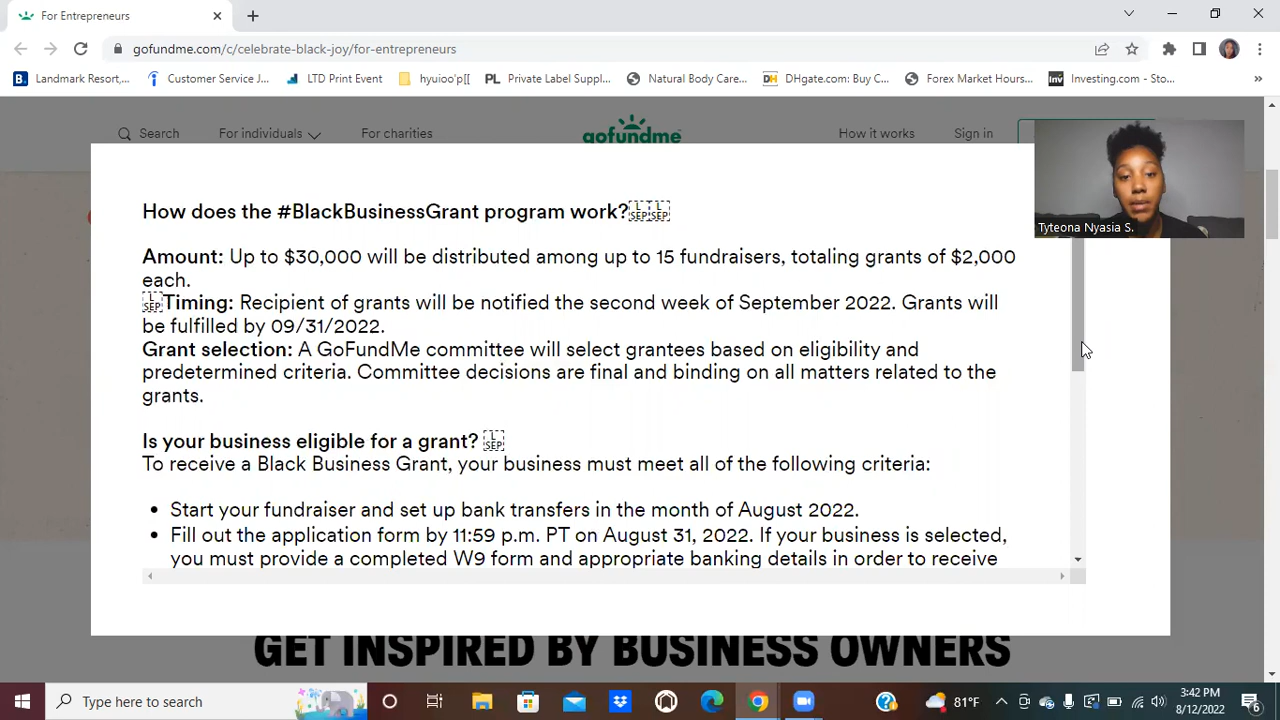 For Entrepreneurs
gofundme.com/c/celebrate-black-joy/for-entrepreneurs
B. Landmark Resort,... Customer Service J... LTD Print Event hyuioo'p[[ PL Private Label Suppl... Natural Body Care... DH DHgate.com: Buy C... Forex Market Hours... Inv Investing.com - Sto...
Search For individuals For charities gofundme How it works Sign in
Tyteona Nyasia S.
How does the #BlackBusinessGrant program work? L SEP L SEP
Amount: Up to $30,000 will be distributed among up to 15 fundraisers, totaling grants of $2,000
each.
L SEP Timing: Recipient of grants will be notified the second week of September 2022. Grants will
be fulfilled by 09/31/2022.
Grant selection: A GoFundMe committee will select grantees based on eligibility and
predetermined criteria. Committee decisions are final and binding on all matters related to the
grants.
Is your business eligible for a grant? L SEP
To receive a Black Business Grant, your business must meet all of the following criteria:
• Start your fundraiser and set up bank transfers in the month of August 2022.
• Fill out the application form by 11:59 p.m. PT on August 31, 2022. If your business is selected,
you must provide a completed W9 form and appropriate banking details in order to receive
GET INSPIRED BY BUSINESS OWNERS
Type here to search
81°F
3:42 PM
8/12/2022
6